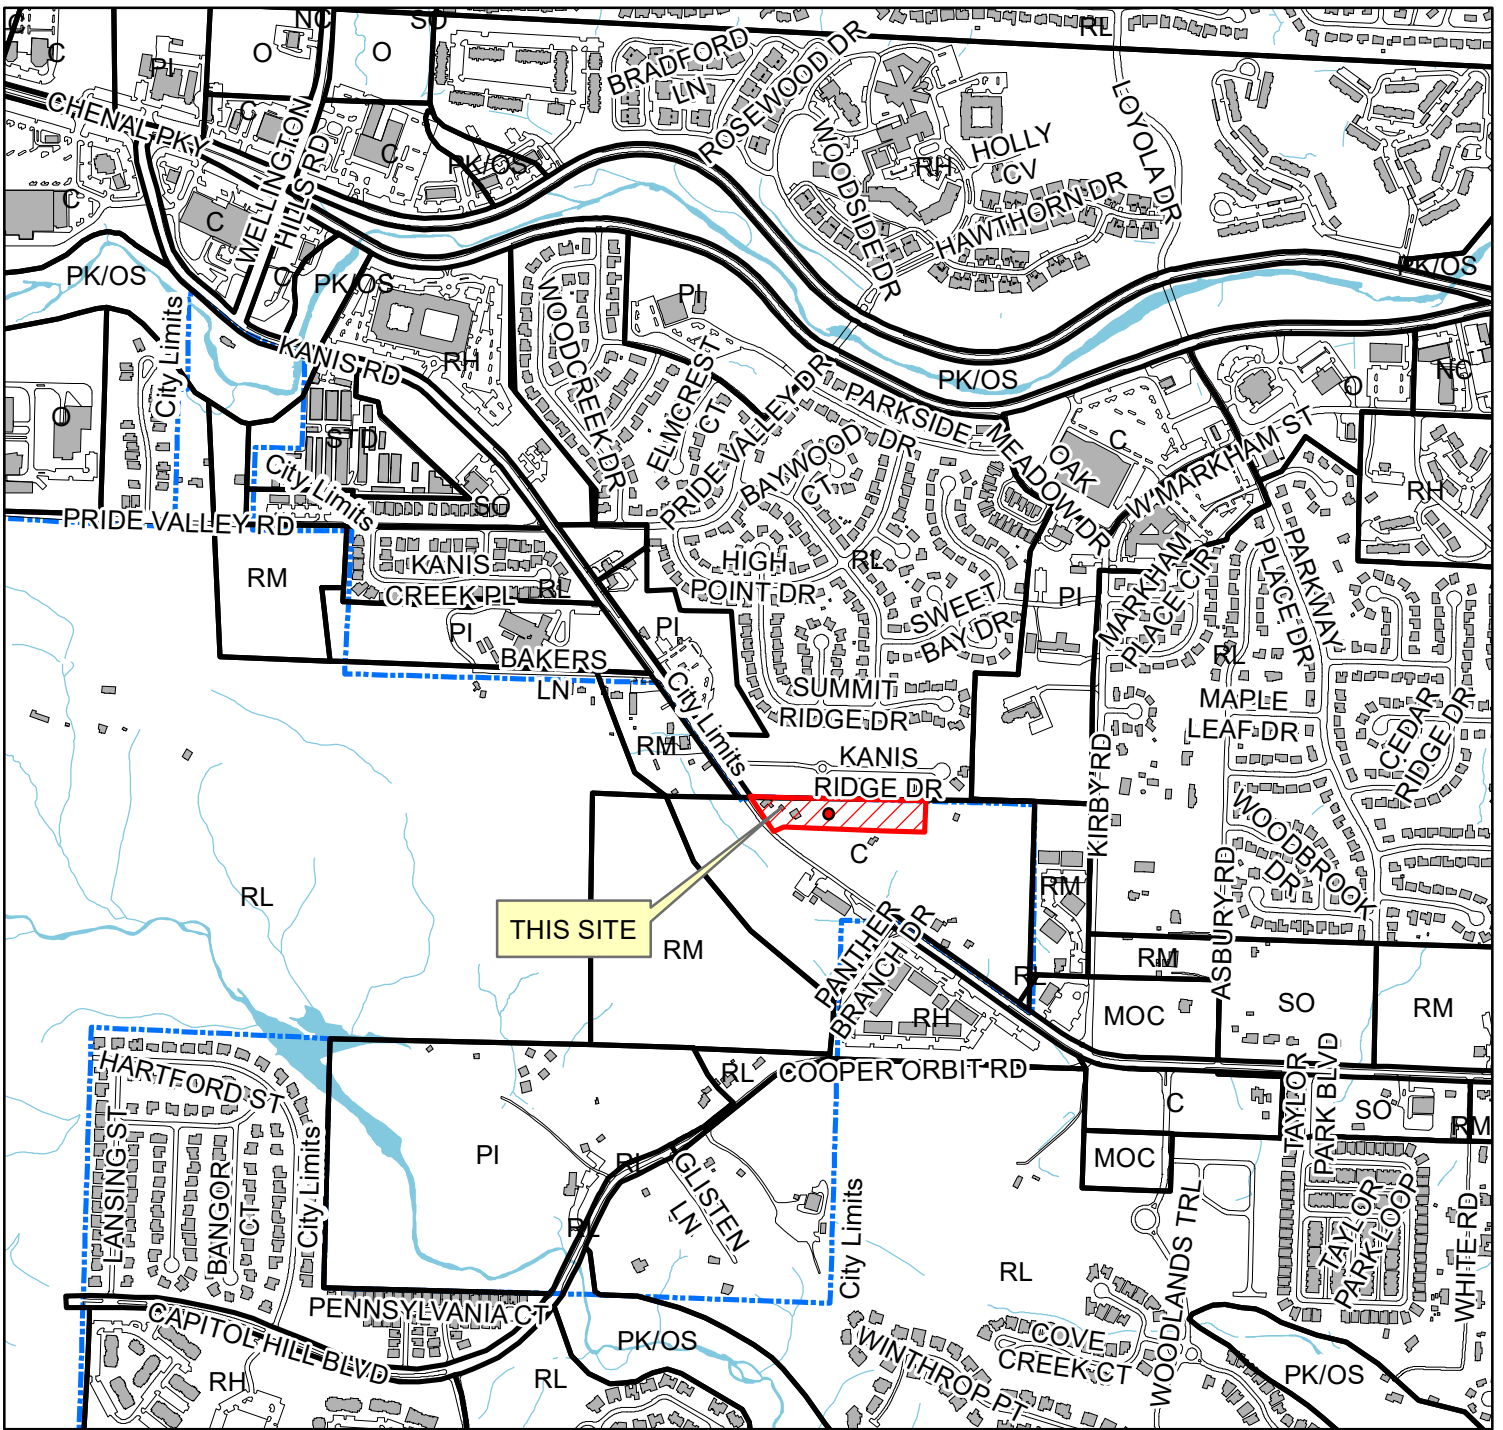 C
NC
SO
RL
C
PI
O
O
BRADFORD
LN
ROSEWOOD DR
LOYOLA DR
CHENAL PKY
C
C
PK/OS
WOODSIDE DR
RH
HOLLY
CV
HAWTHORN DR
C
C
WELLINGTON
HILLS RD
PK/OS
C
PK/OS
PK/OS
City Limits
PI
WOODCREEK DR
KANIS RD
RH
ELMCREST
CT
PRIDE VALLEY DR
PARKSIDE
DR
PK/OS
NC
O
O
STD
C
OAK
MEADOW DR
W MARKHAM ST
BAYWOOD
CT
City Limits
SO
RH
PRIDE VALLEY RD
RM
KANIS
CREEK PL
RL
HIGH
POINT DR
RL
SWEET
BAY DR
PI
MARKHAM
PLACE CIR
PARKWAY
PLACE DR
PI
PI
BAKERS
LN
City Limits
RL
SUMMIT
RIDGE DR
MAPLE
LEAF DR
CEDAR
RIDGE DR
RM
KANIS
RIDGE DR
KIRBY RD
WOODBROOK
DR
C
RL
THIS SITE
RM
RM
ASBURY RD
PANTHER
BRANCH DR
RM
RL
RH
MOC
SO
RM
HARTFORD ST
RL
COOPER ORBIT RD
TAYLOR
PARK BLVD
C
SO
RM
LANSING ST
BANGOR
CT
City Limits
PI
RL
GLISTEN
LN
MOC
RL
City Limits
RL
WOODLANDS TRL
TAYLOR
PARK LOOP
WHITE RD
CAPITOL HILL BLVD
PENNSYLVANIA CT
PK/OS
WINTHROP PT
COVE
CREEK CT
PK/OS
RH
RL